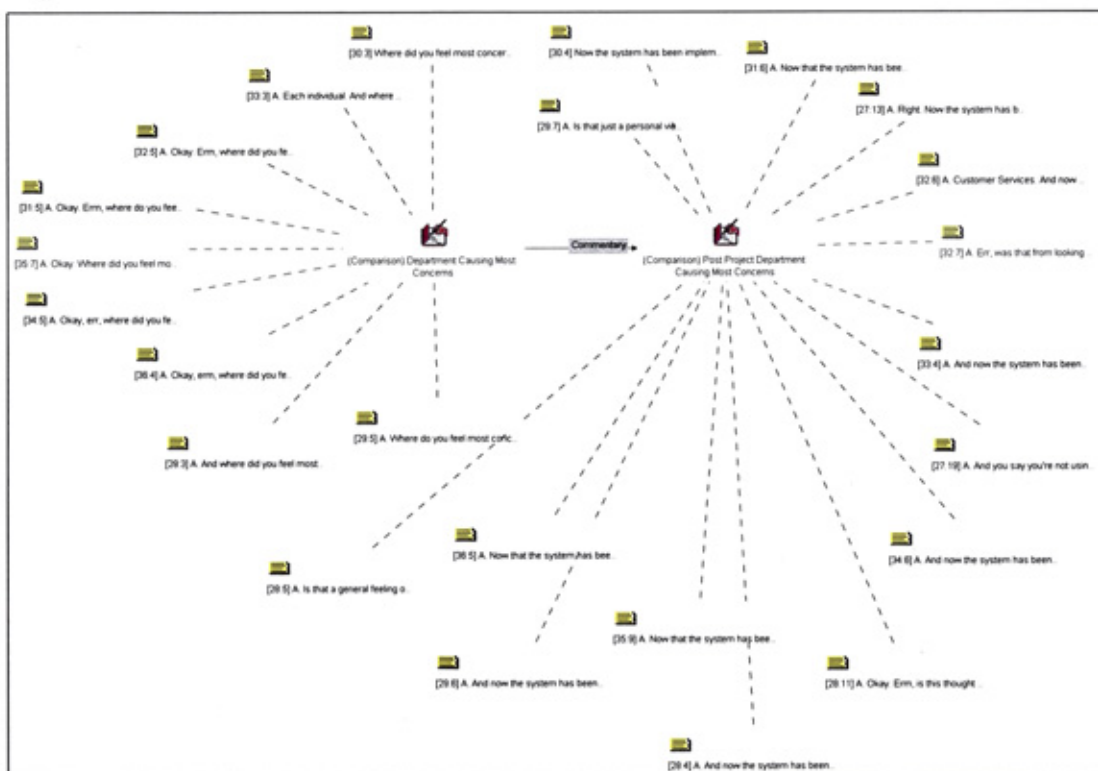 [30:3] Where did you feel most concer..
[30:4] Now the system has been implem..
[31:6] A. Now that the system has bee..
[33:3] A. Each individual. And where ..
[27:13] A. Right. Now the system has b..
[29:7] A. Is that just a personal vie..
[32:5] A. Okay. Erm, where did you fe..
[32:6] A. Customer Services. And now ..
[31:5] A. Okay. Erm, where do you fee..
[32:7] A. Err, was that from looking ..
[35:7] A. Okay. Where did you feel mo..
Commentary
(Comparison) Department Causing Most
Concerns
(Comparison) Post Project Department
Causing Most Concerns
[34:5] A. Okay, err, where did you fe..
[36:4] A. Okay, erm, where did you fe..
[33:4] A. And now the system has been..
[29:5] A. Where do you feel most
[28:3] A. And where did you feel most..
[27:19] A. And you say you're not usin..
[36:5] A. Now that the system has bee..
[34:6] A. And now the system has been..
[28:5] A. Is that a general feeling o..
[35:9] A. Now that the system has bee..
A. And now the system has been..
[28:11] A. Okay. Erm, is this thought ..
[28:4] A. And now the system has been..